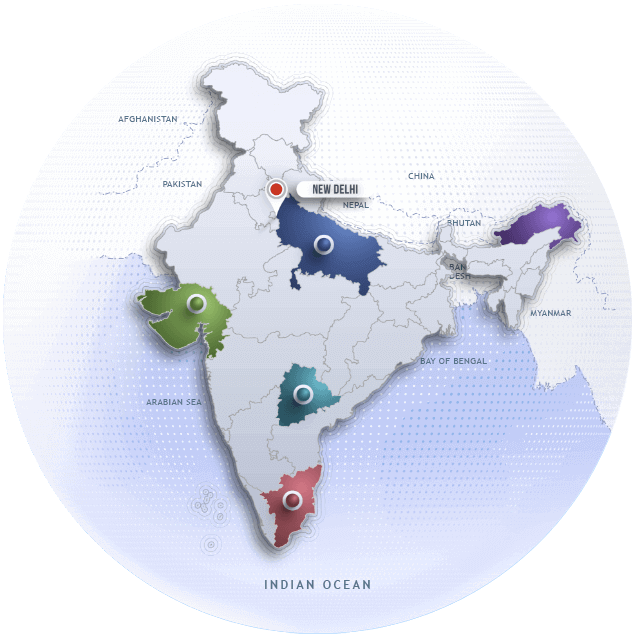 NEW DELHI
AFGHANISTAN
CHINA
PAKISTAN
NEPAL
BHUTAN
BAN
DESH
MYANMAR
BAY OF BENGAL
ARABIAN SEA
INDIAN OCEAN